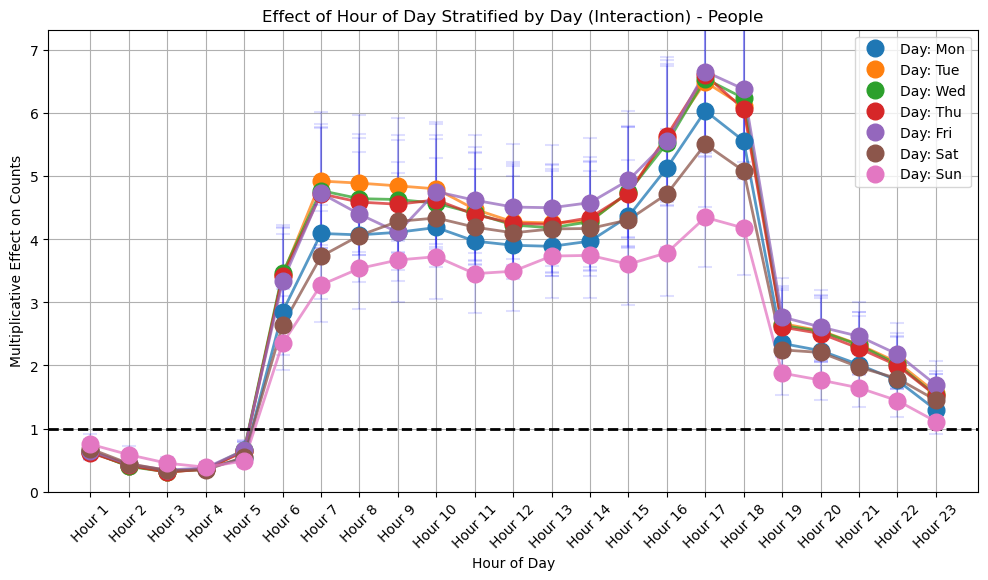 Effect of Hour of Day Stratified by Day (Interaction) - People
Multiplicative Effect on Counts
7
6
5
4
3
2
1
0
Day: Mon
Day: Tue
Day: Wed
Day: Thu
Day: Fri
Day: Sat
Day: Sun
Hour 1
Hour 2
Hour 3
Hour 4
Hour 5
Hour 6
Hour 7
Hour 8
Hour 9
Hour 10
Hour 11
Hour 12
Hour 13
Hour 14
Hour 15
Hour 16
Hour 17
Hour 18
Hour 19
Hour 20
Hour 21
Hour 22
Hour 23
Hour of Day